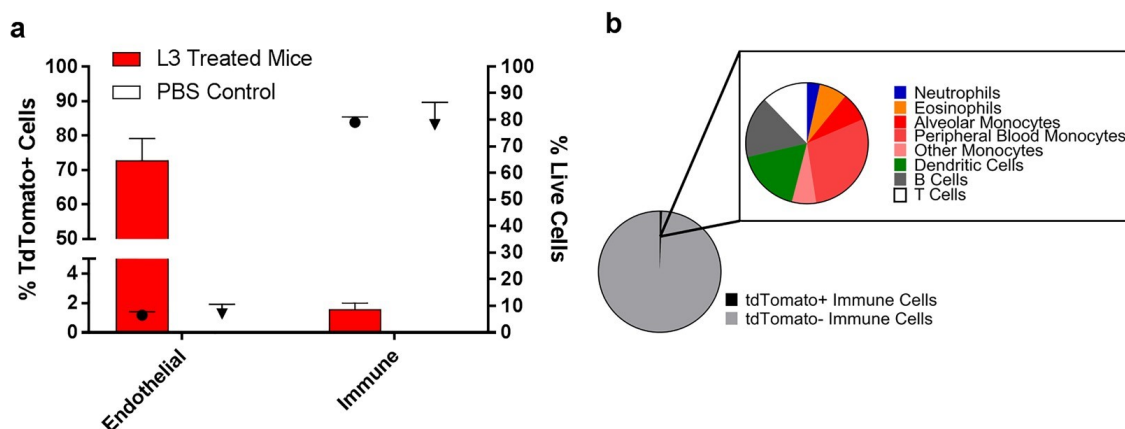 a
L3 Treated Mice
PBS Control
% TdTomato+ Cells
100
90
80
70
60
50
4
2
0
100
90
80
70
60
50
40
30
20
10
0
% Live Cells
Endothelial
Immune
b
Neutrophils
Eosinophils
Alveolar Monocytes
Peripheral Blood Monocytes
Other Monocytes
Dendritic Cells
B Cells
T Cells
tdTomato+ Immune Cells
tdTomato- Immune Cells